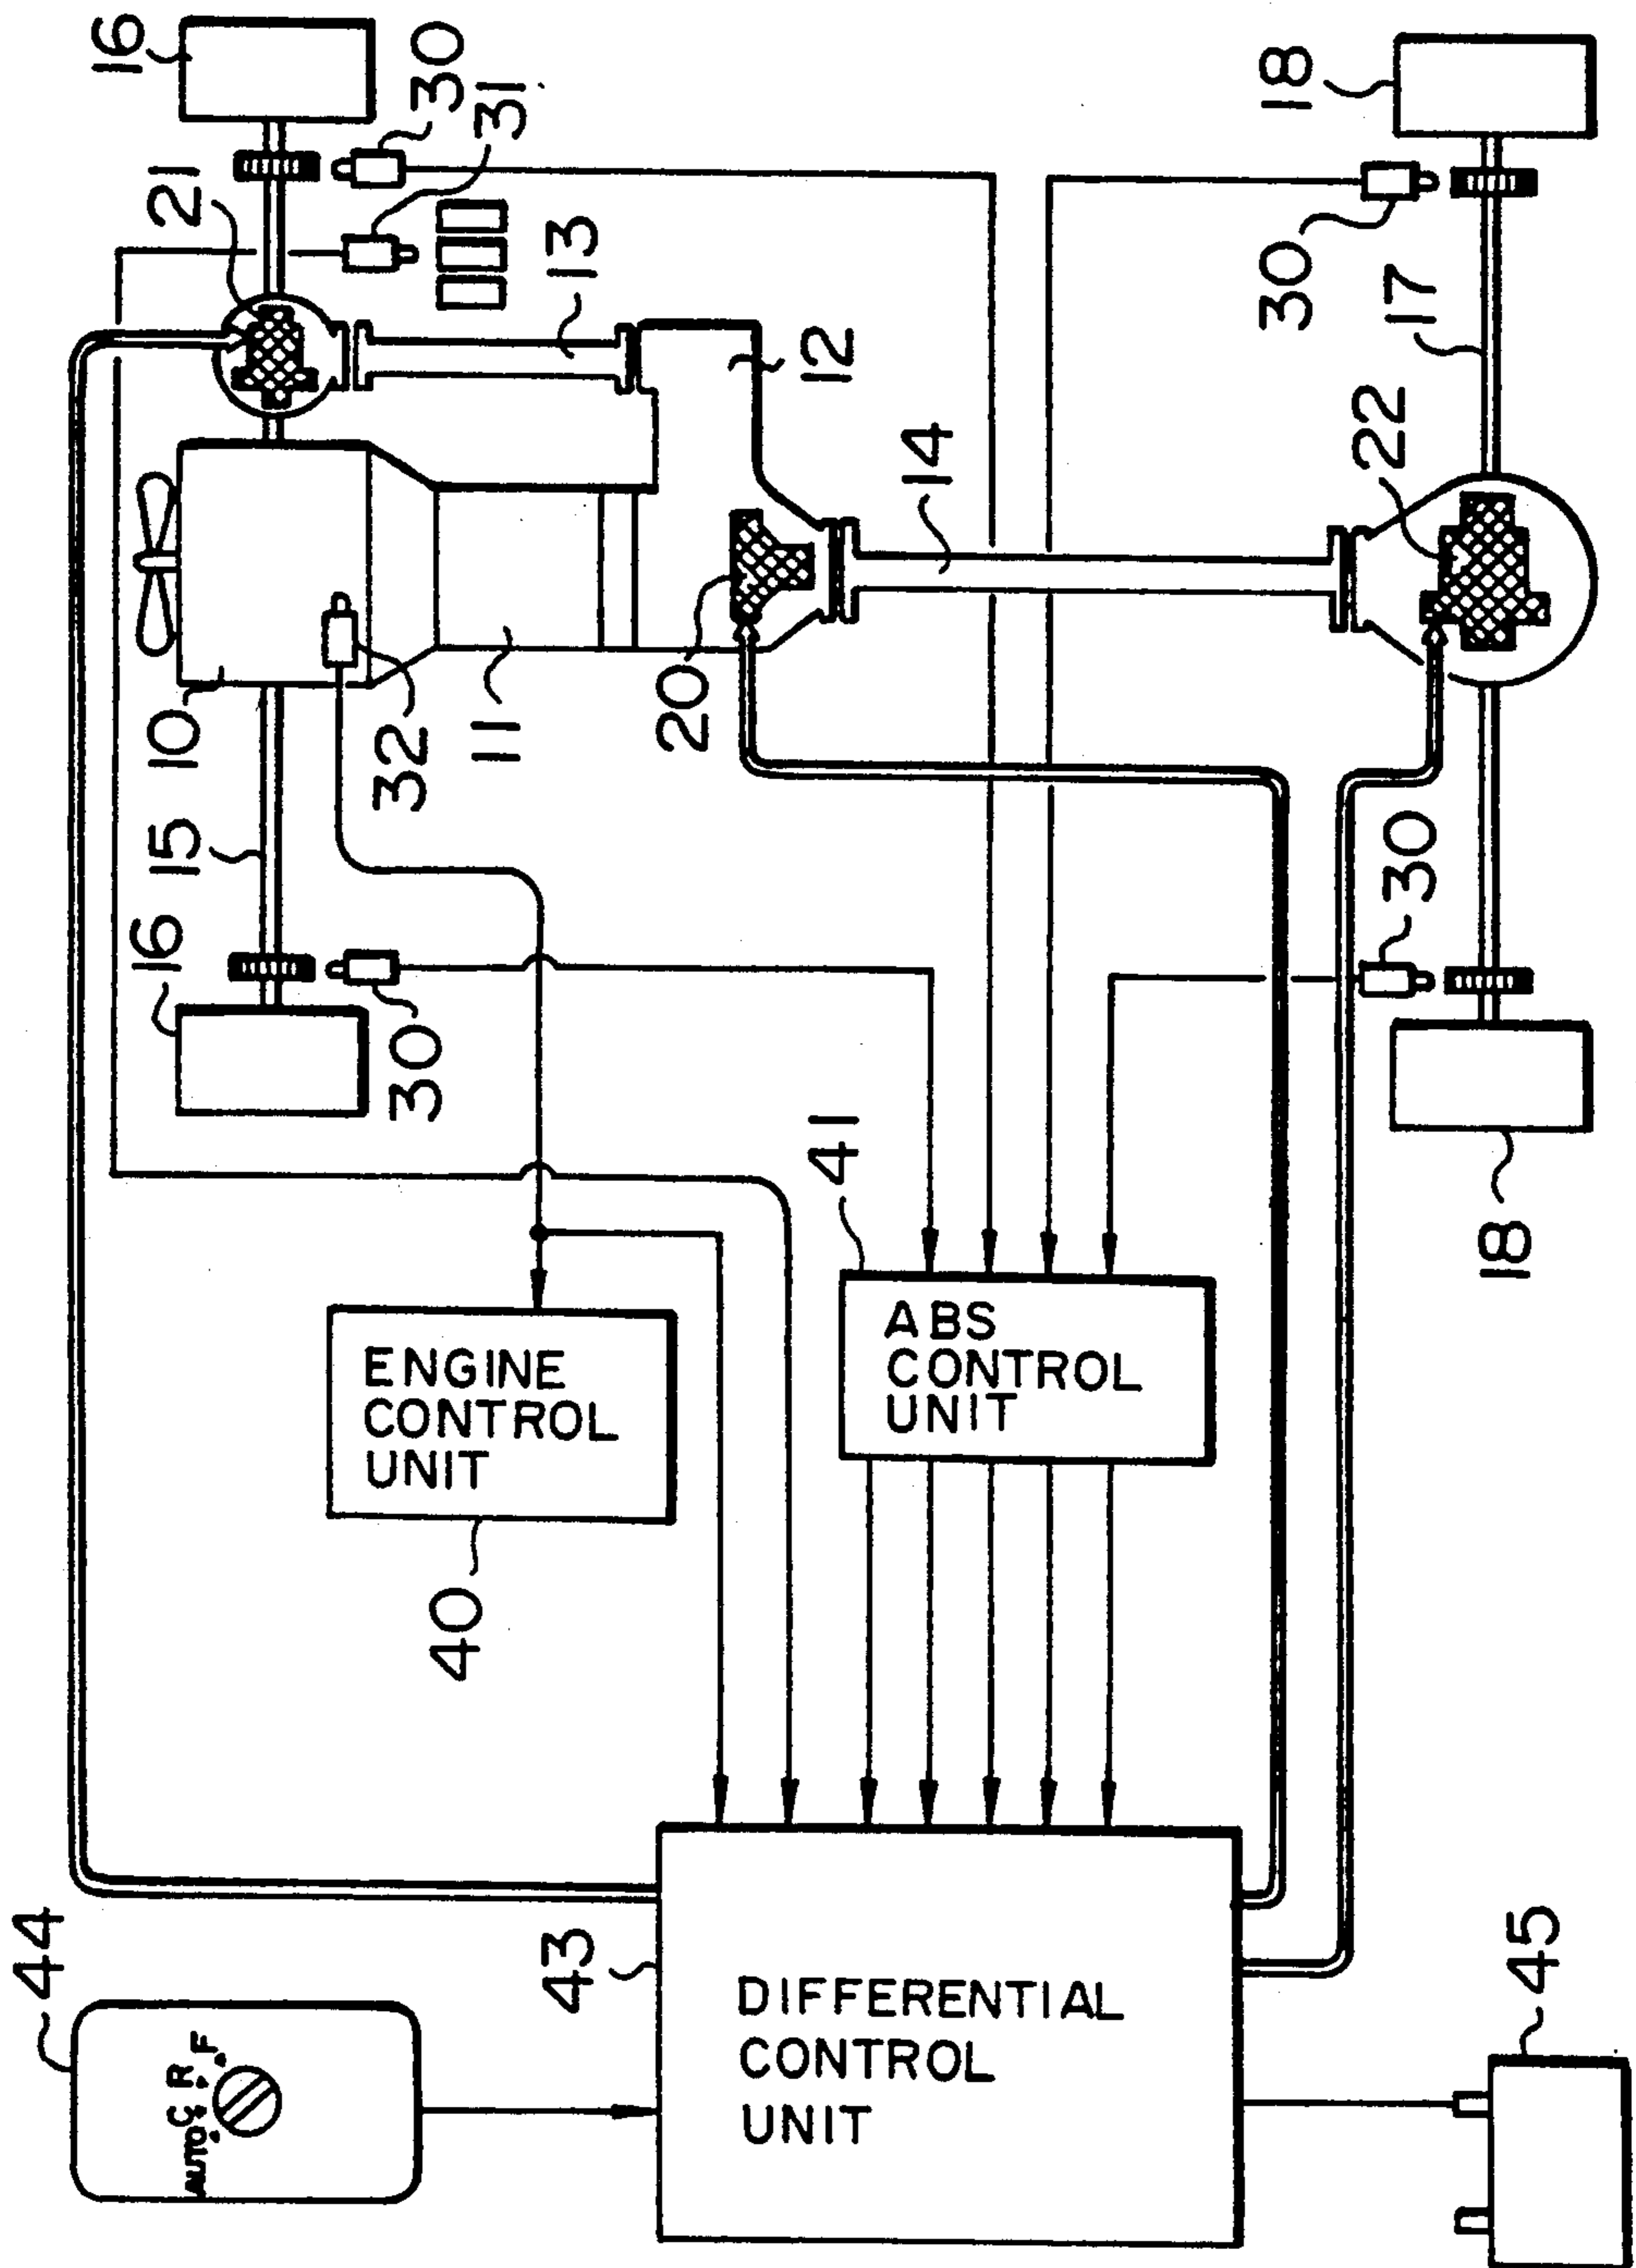 16
30
31
21
13
12
18
30
17
22
14
20
10
32
11
15
16
30
30
18
41
ENGINE
CONTROL
UNIT
40
ABS
CONTROL
UNIT
44
AUTO C R F
43
DIFFERENTIAL
CONTROL
UNIT
45